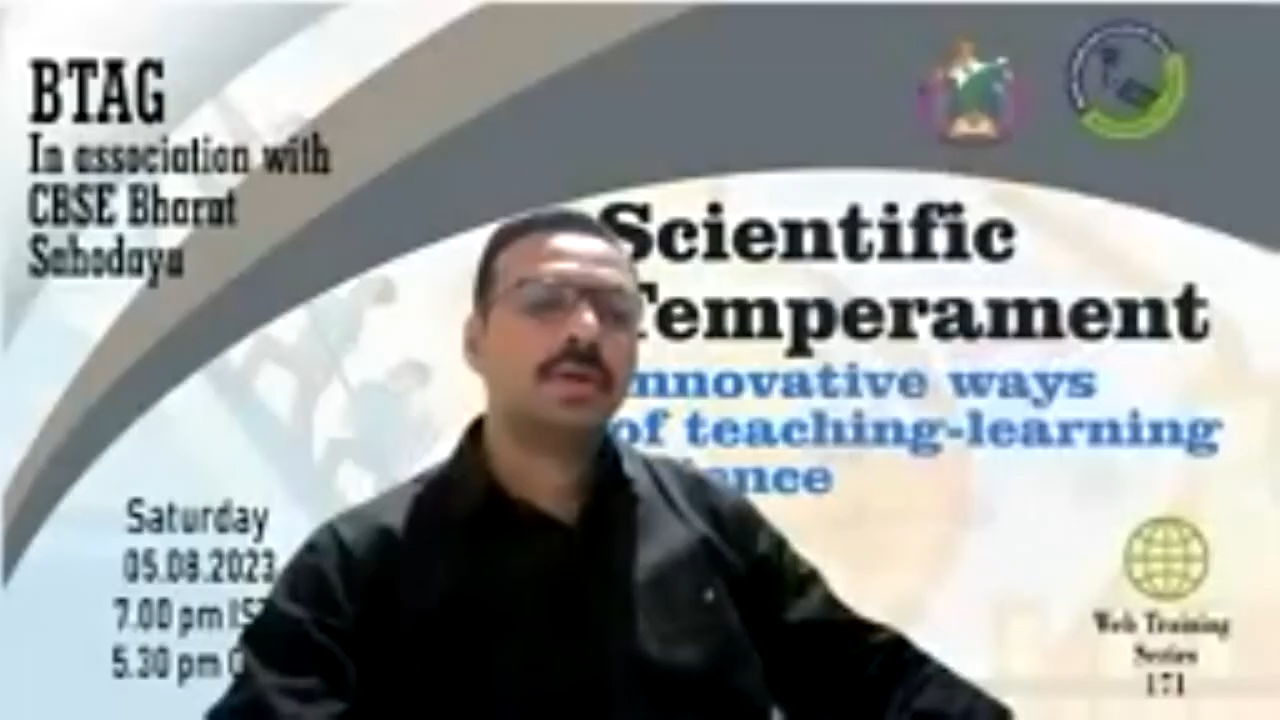 BTAG
In association with
CBSE Bharat
Sahodaya
Scientific
Temperament
nnovative ways
of teaching-learning
ence
Saturday
05.08.2023
7.00 pm IST
5.30 pm
Web Training
Series
171